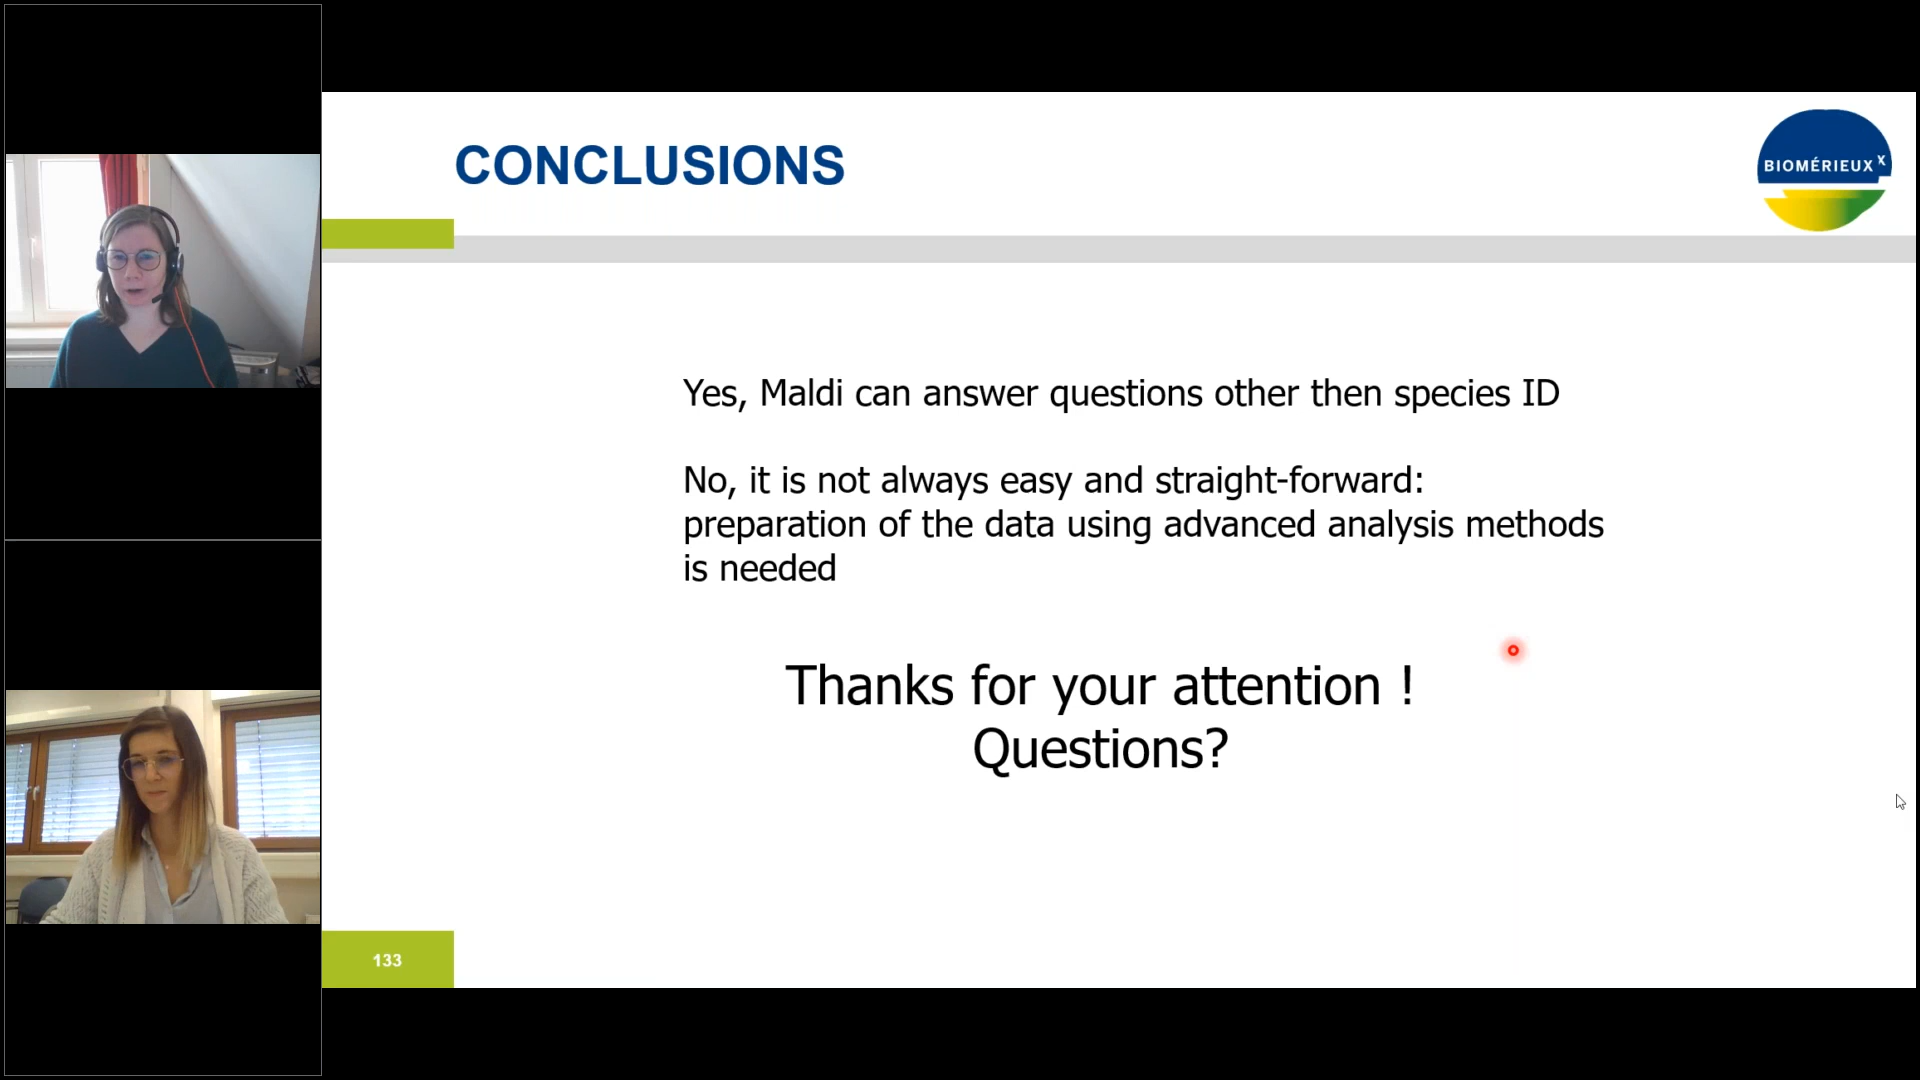 CONCLUSIONS
BIOMÉRIEUX
Yes, Maldi can answer questions other then species ID
No, it is not always easy and straight-forward:
preparation of the data using advanced analysis methods
is needed
Thanks for your attention !
Questions?
133